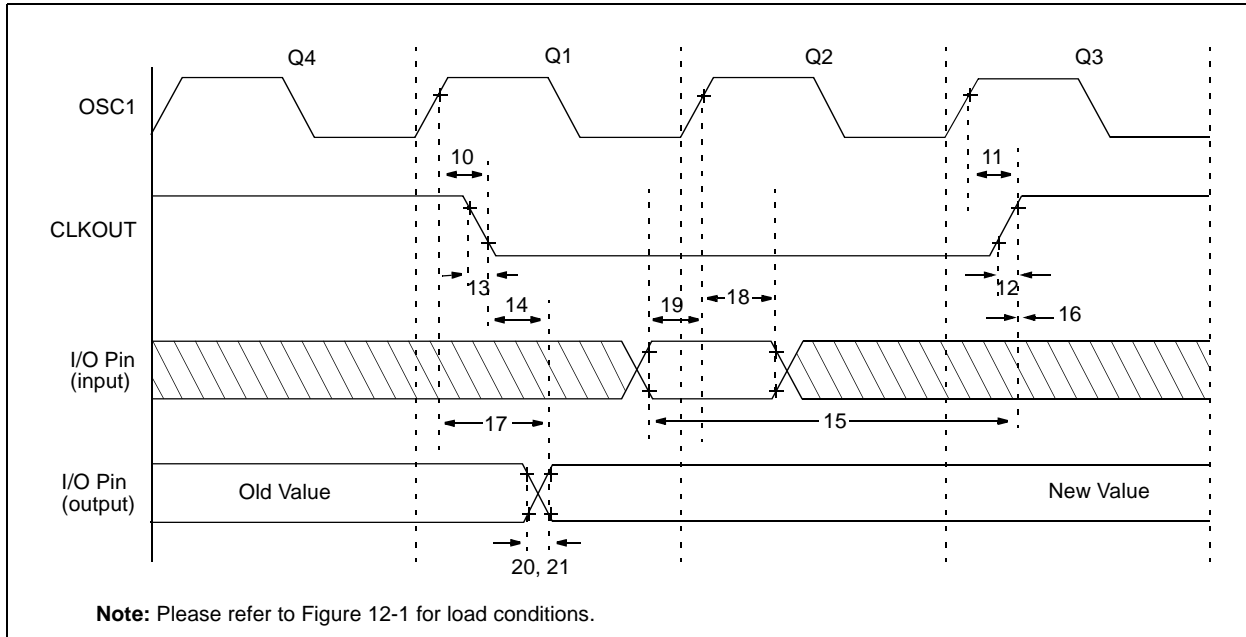 Q4 Q1 Q2 Q3
OSC1
10 11
CLKOUT
13 12
14 19 18 16
I/O Pin
(input)
17 15
I/O Pin
(output)
Old Value New Value
20, 21
Note: Please refer to Figure 12-1 for load conditions.